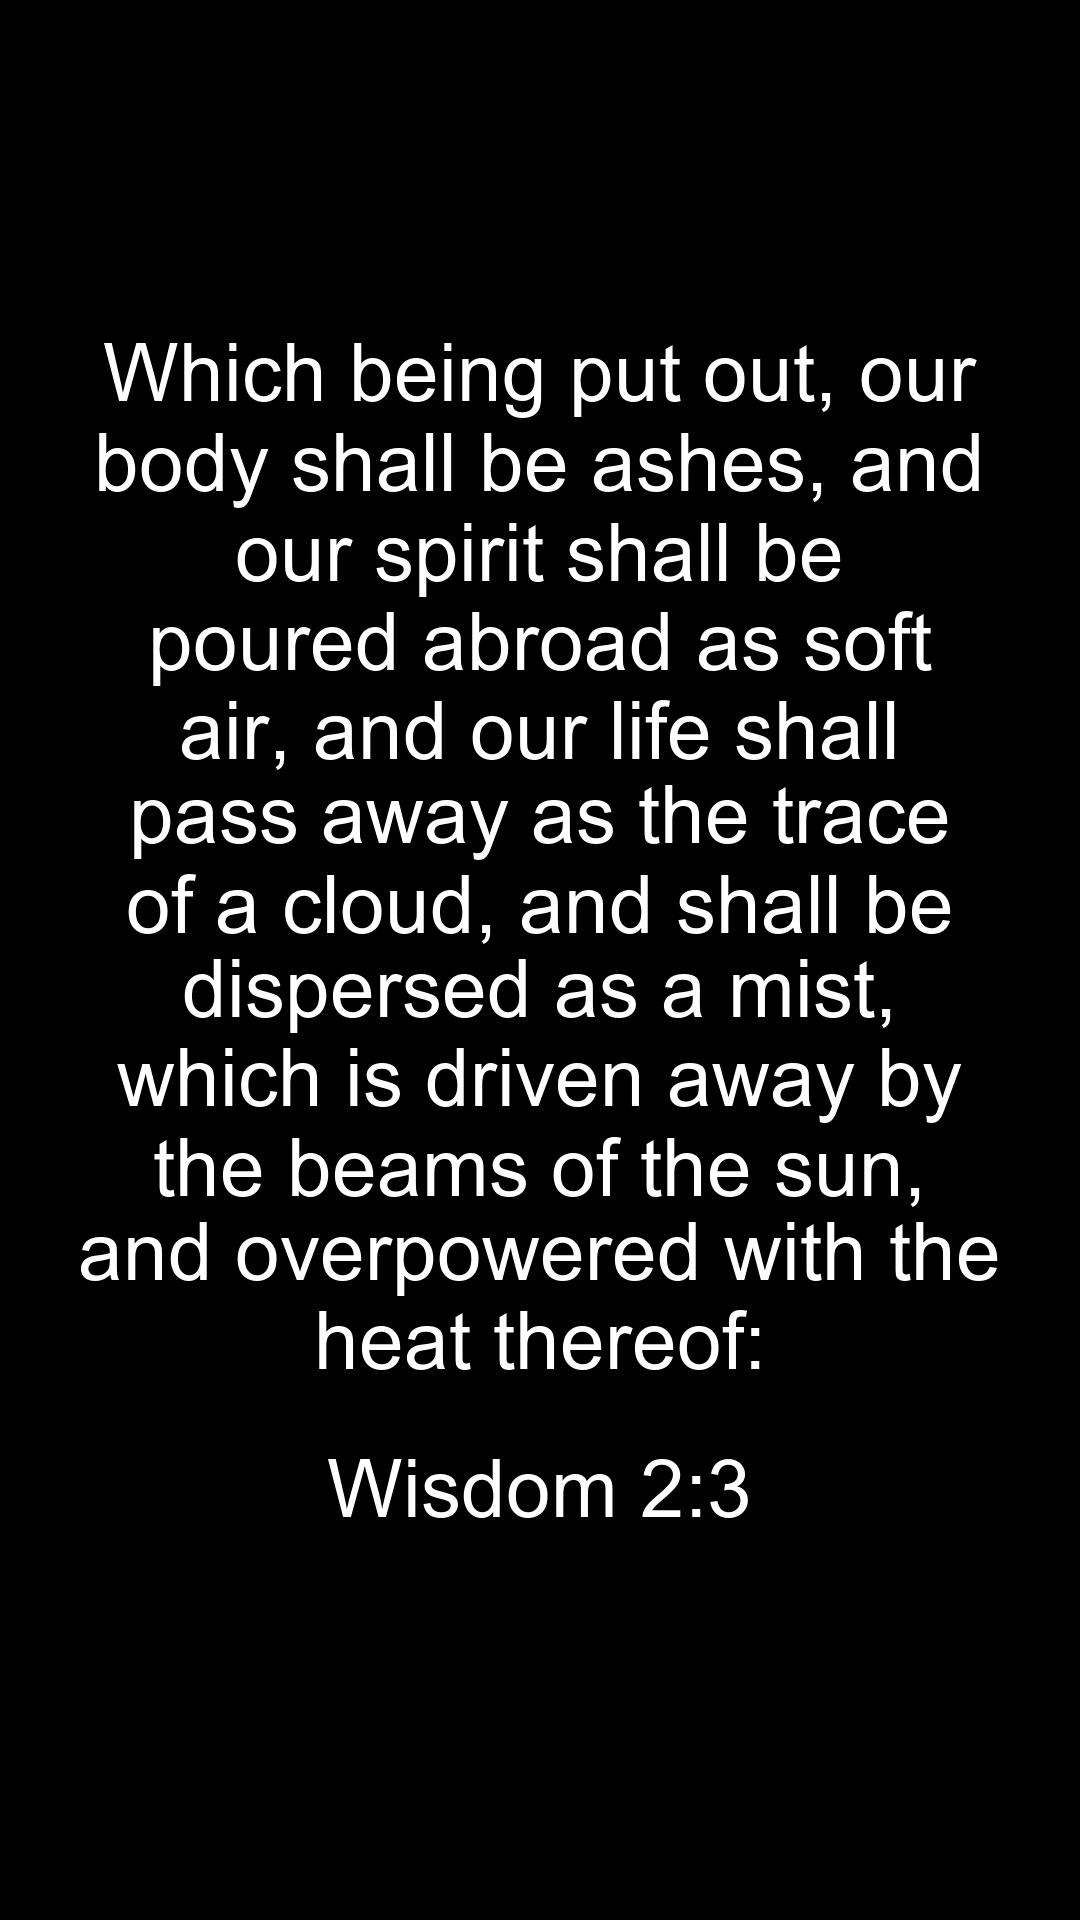 Which being put out, our
body shall be ashes, and
our spirit shall be
poured abroad as soft
air, and our life shall
pass away as the trace
of a cloud, and shall be
dispersed as a mist,
which is driven away by
the beams of the sun,
and overpowered with the
heat thereof:
Wisdom 2:3